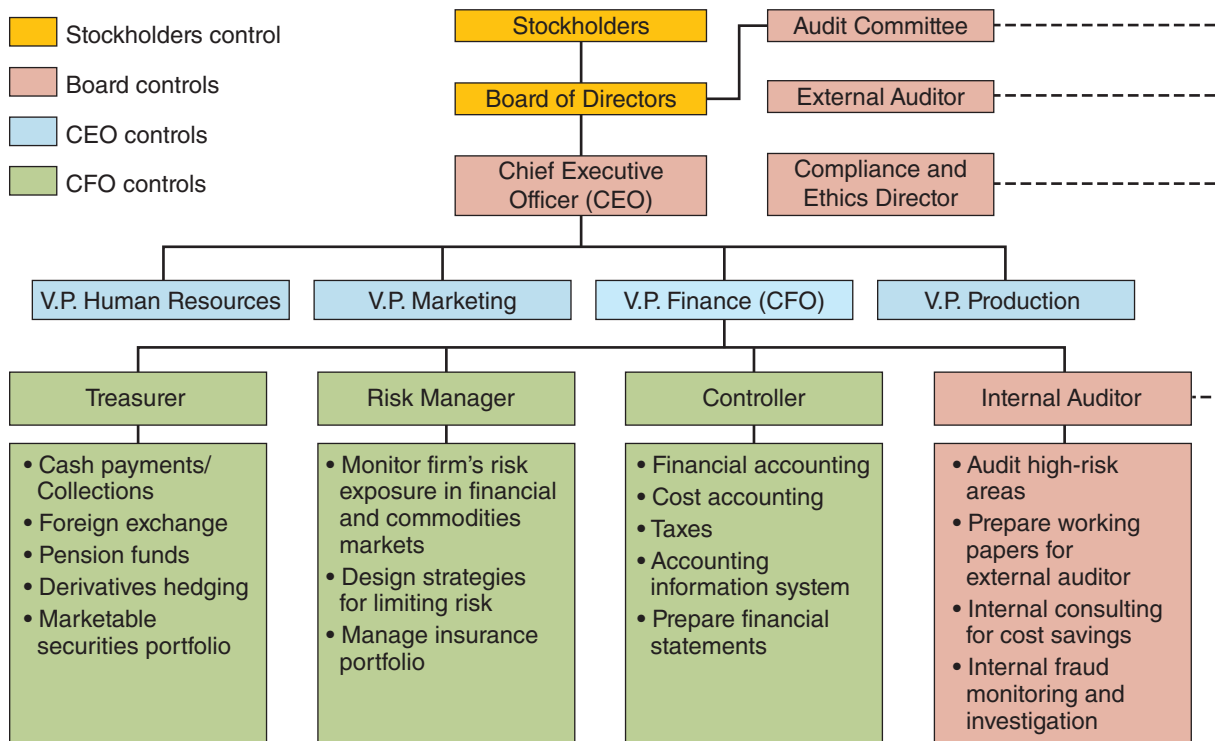 Stockholders control
Board controls
CEO controls
CFO controls
Stockholders
Board of Directors
Chief Executive
Officer (CEO)
Audit Committee
External Auditor
Compliance and
Ethics Director
V.P. Human Resources
V.P. Marketing
V.P. Finance (CFO)
V.P. Production
Treasurer
• Cash payments/
Collections
• Foreign exchange
• Pension funds
• Derivatives hedging
• Marketable
securities portfolio
Risk Manager
• Monitor firm's risk
exposure in financial
and commodities
markets
• Design strategies
for limiting risk
• Manage insurance
portfolio
Controller
• Financial accounting
• Cost accounting
• Taxes
• Accounting
information system
• Prepare financial
statements
Internal Auditor
• Audit high-risk
areas
• Prepare working
papers for
external auditor
• Internal consulting
for cost savings
• Internal fraud
monitoring and
investigation